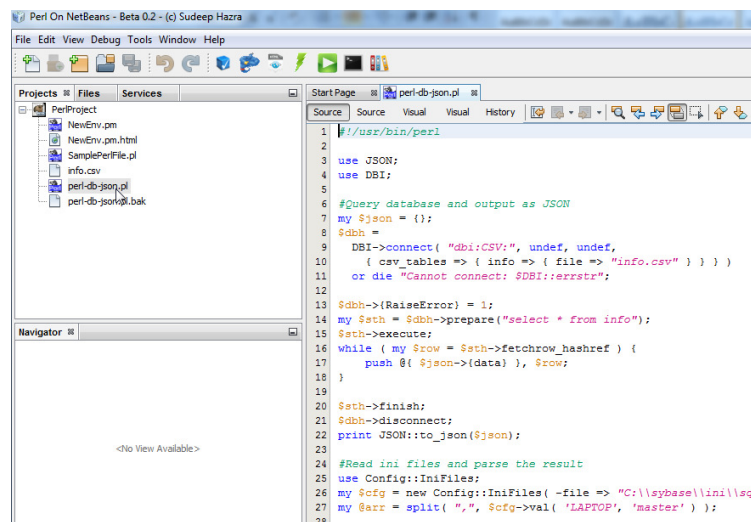 Perl On NetBeans - Beta 0.2 - (c) Sudeep Hazra
File Edit View Debug Tools Window Help
Projects Files Services
PerlProject
NewEnv.pm
NewEnv.pm.html
SamplePerlFile.pl
info.csv
perl-db-json.pl
perl-db-json.pl.bak
Navigator
<No View Available>
Start Page perl-db-json.pl
Source Source Visual Visual History
1 #!/usr/bin/perl
2
3 use JSON;
4 use DBI;
5
6 #Query database and output as JSON
7 my $json = {};
8 $dbh =
9 DBI->connect( "dbi:CSV:", undef, undef,
10 { csv_tables => { info => { file => "info.csv" } } } )
11 or die "Cannot connect: $DBI::errstr";
12
13 $dbh->{RaiseError} = 1;
14 my $sth = $dbh->prepare("select * from info");
15 $sth->execute;
16 while ( my $row = $sth->fetchrow_hashref ) {
17 push @{ $json->{data} }, $row;
18 }
19
20 $sth->finish;
21 $dbh->disconnect;
22 print JSON::to_json($json);
23
24 #Read ini files and parse the result
25 use Config::IniFiles;
26 my $cfg = new Config::IniFiles( -file => "C:\\sybase\\ini\\sq
27 my @arr = split( ",", $cfg->val( 'LAPTOP', 'master' ) );
28